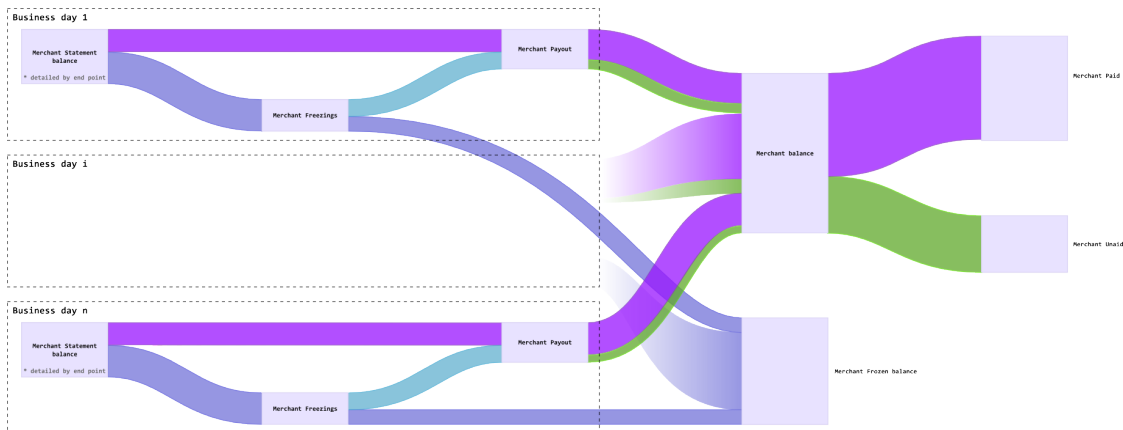 Business day 1
Merchant Statement
balance
* detailed by end point
Merchant Payout
Merchant Freezings
Merchant Paid
Business day i
Merchant balance
Merchant Unaid
Business day n
Merchant Statement
balance
* detailed by end point
Merchant Payout
Merchant Freezings
Merchant Frozen balance